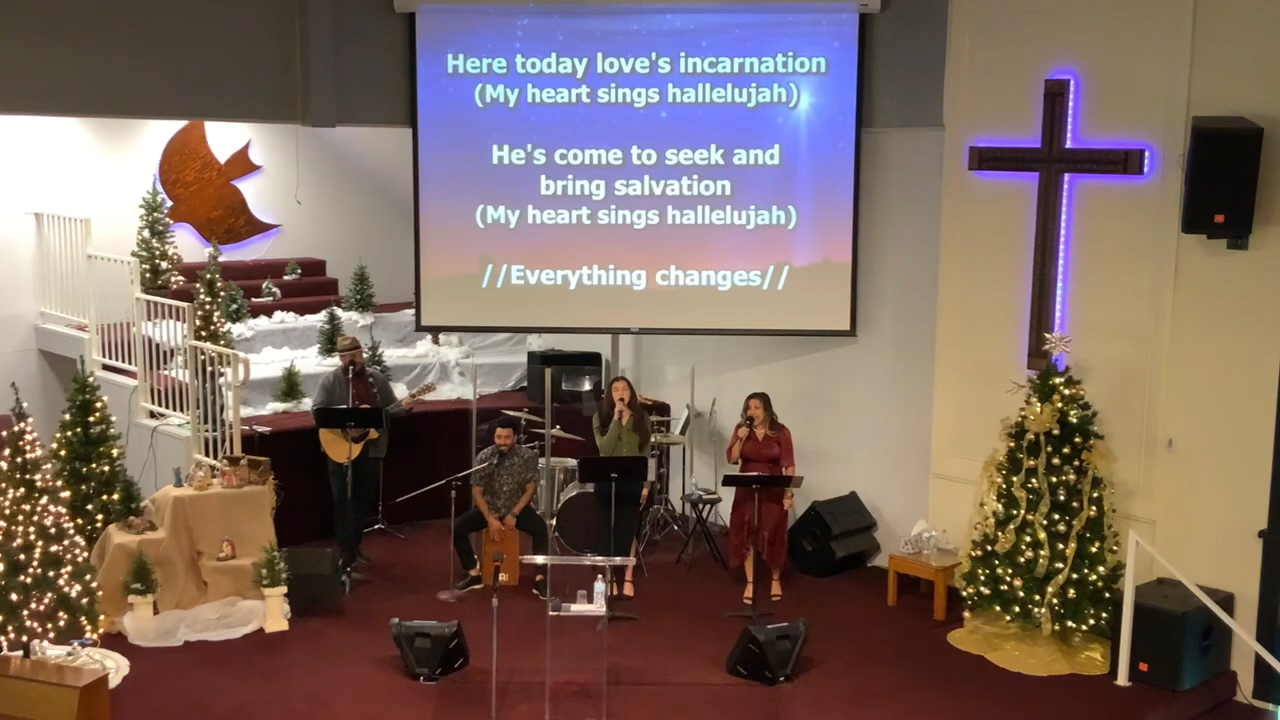 Here today love's incarnation
(My heart sings hallelujah)
He's come to seek and
bring salvation
(My heart sings hallelujah)
//Everything changes//